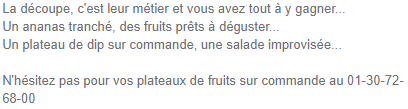 La découpe, c'est leur métier et vous avez tout à y gagner...
Un ananas tranché, des fruits prêts à déguster...
Un plateau de dip sur commande, une salade improvisée...
N'hésitez pas pour vos plateaux de fruits sur commande au 01-30-72-
68-00